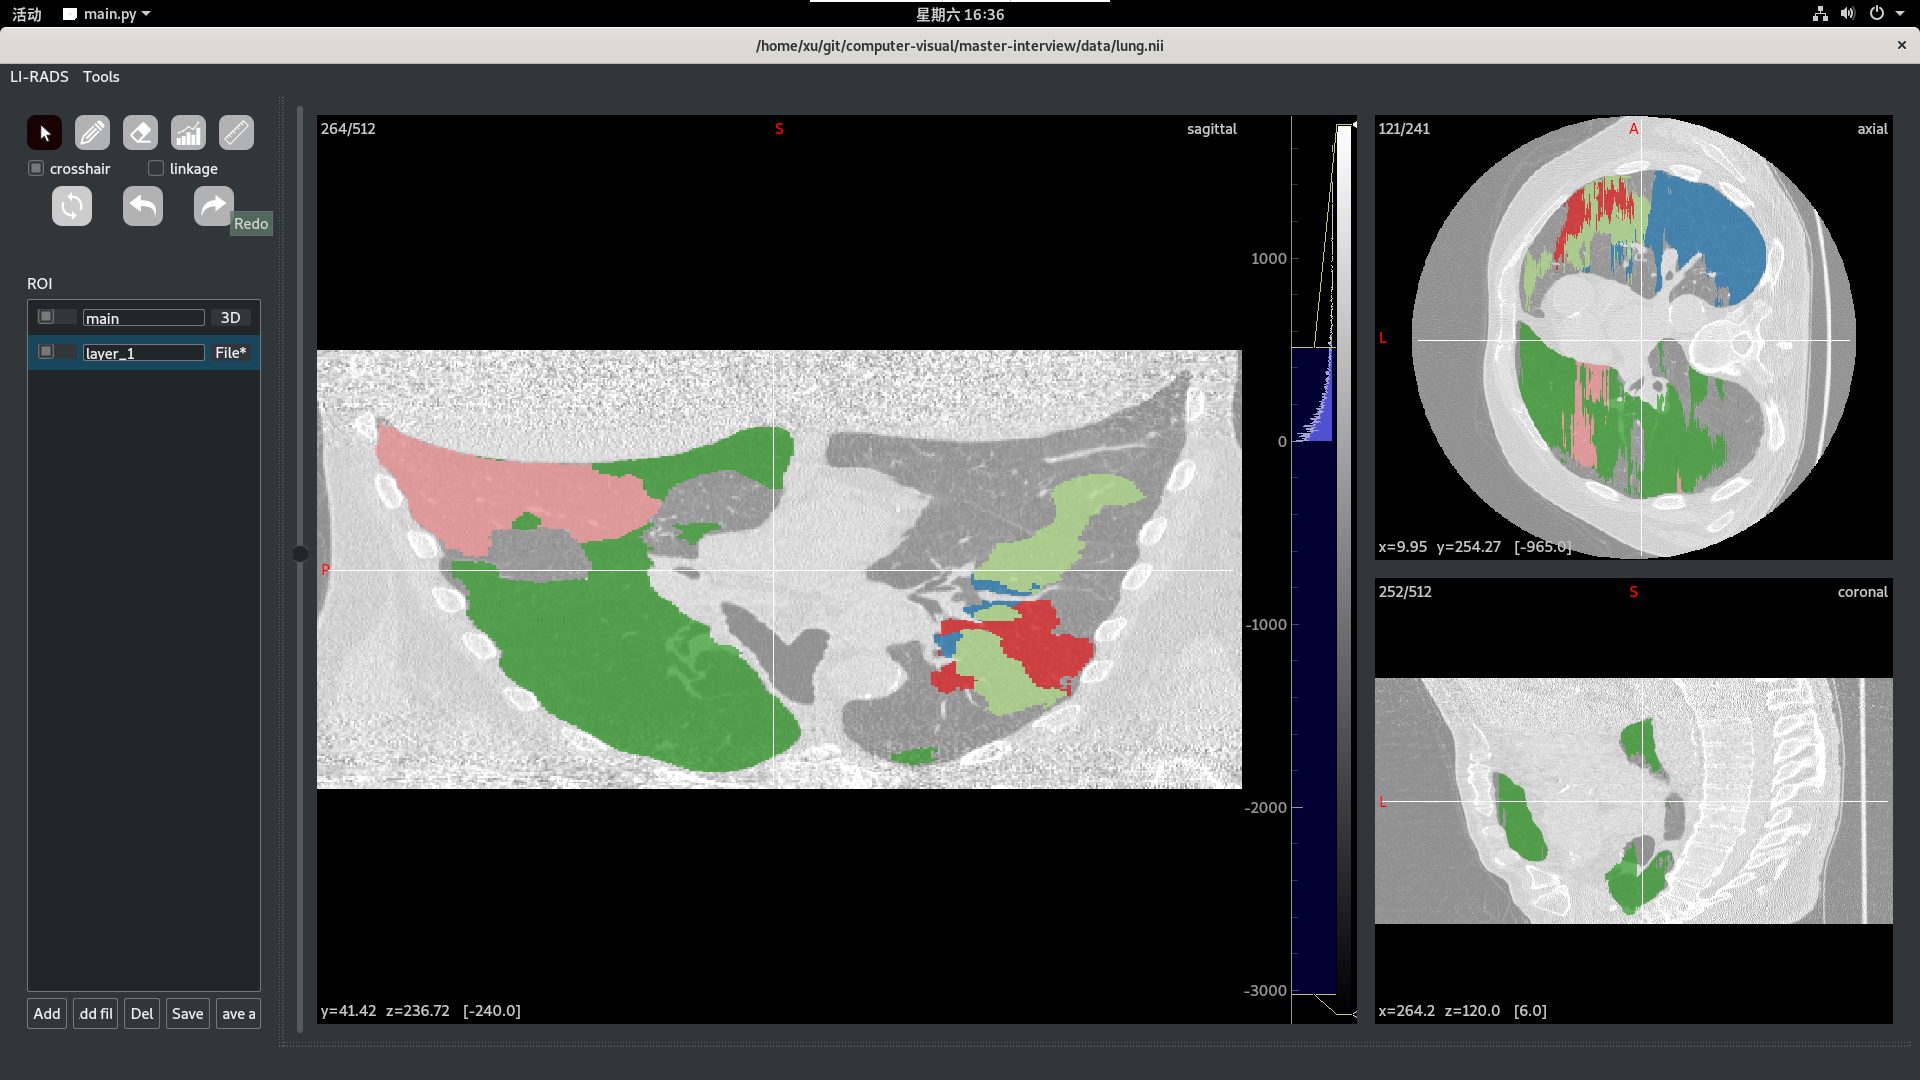 活动 main.py 星期六 16:36
/home/xu/git/computer-visual/master-interview/data/lung.nii
LI-RADS Tools
crosshair linkage
Redo
ROI
main 3D
layer_1 File*
Add dd fil Del Save ave a
264/512 S sagittal
P
y=41.42 z=236.72 [-240.0]
1000
0
-1000
-2000
-3000
121/241 A axial
L
x=9.95 y=254.27 [-965.0]
252/512 S coronal
L
x=264.2 z=120.0 [6.0]